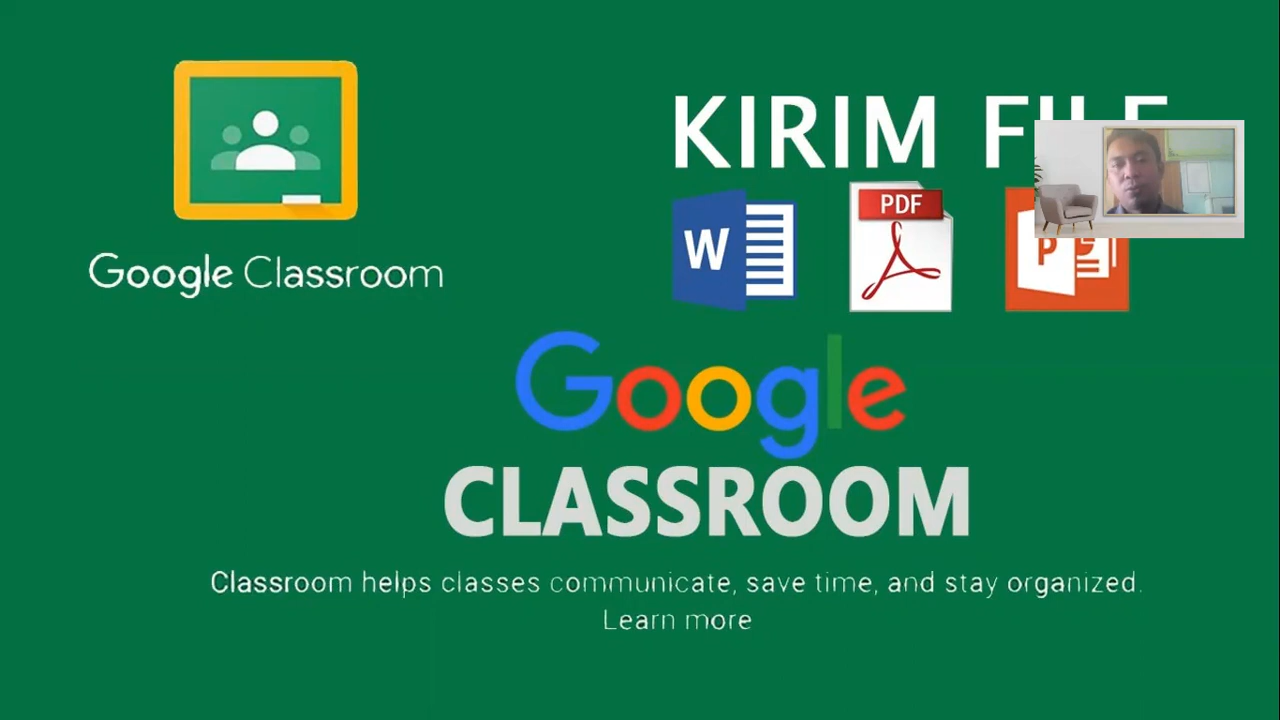 KIRIM FILE
W
PDF
P
Google Classroom
Google
CLASSROOM
Classroom helps classes communicate, save time, and stay organized.
Learn more